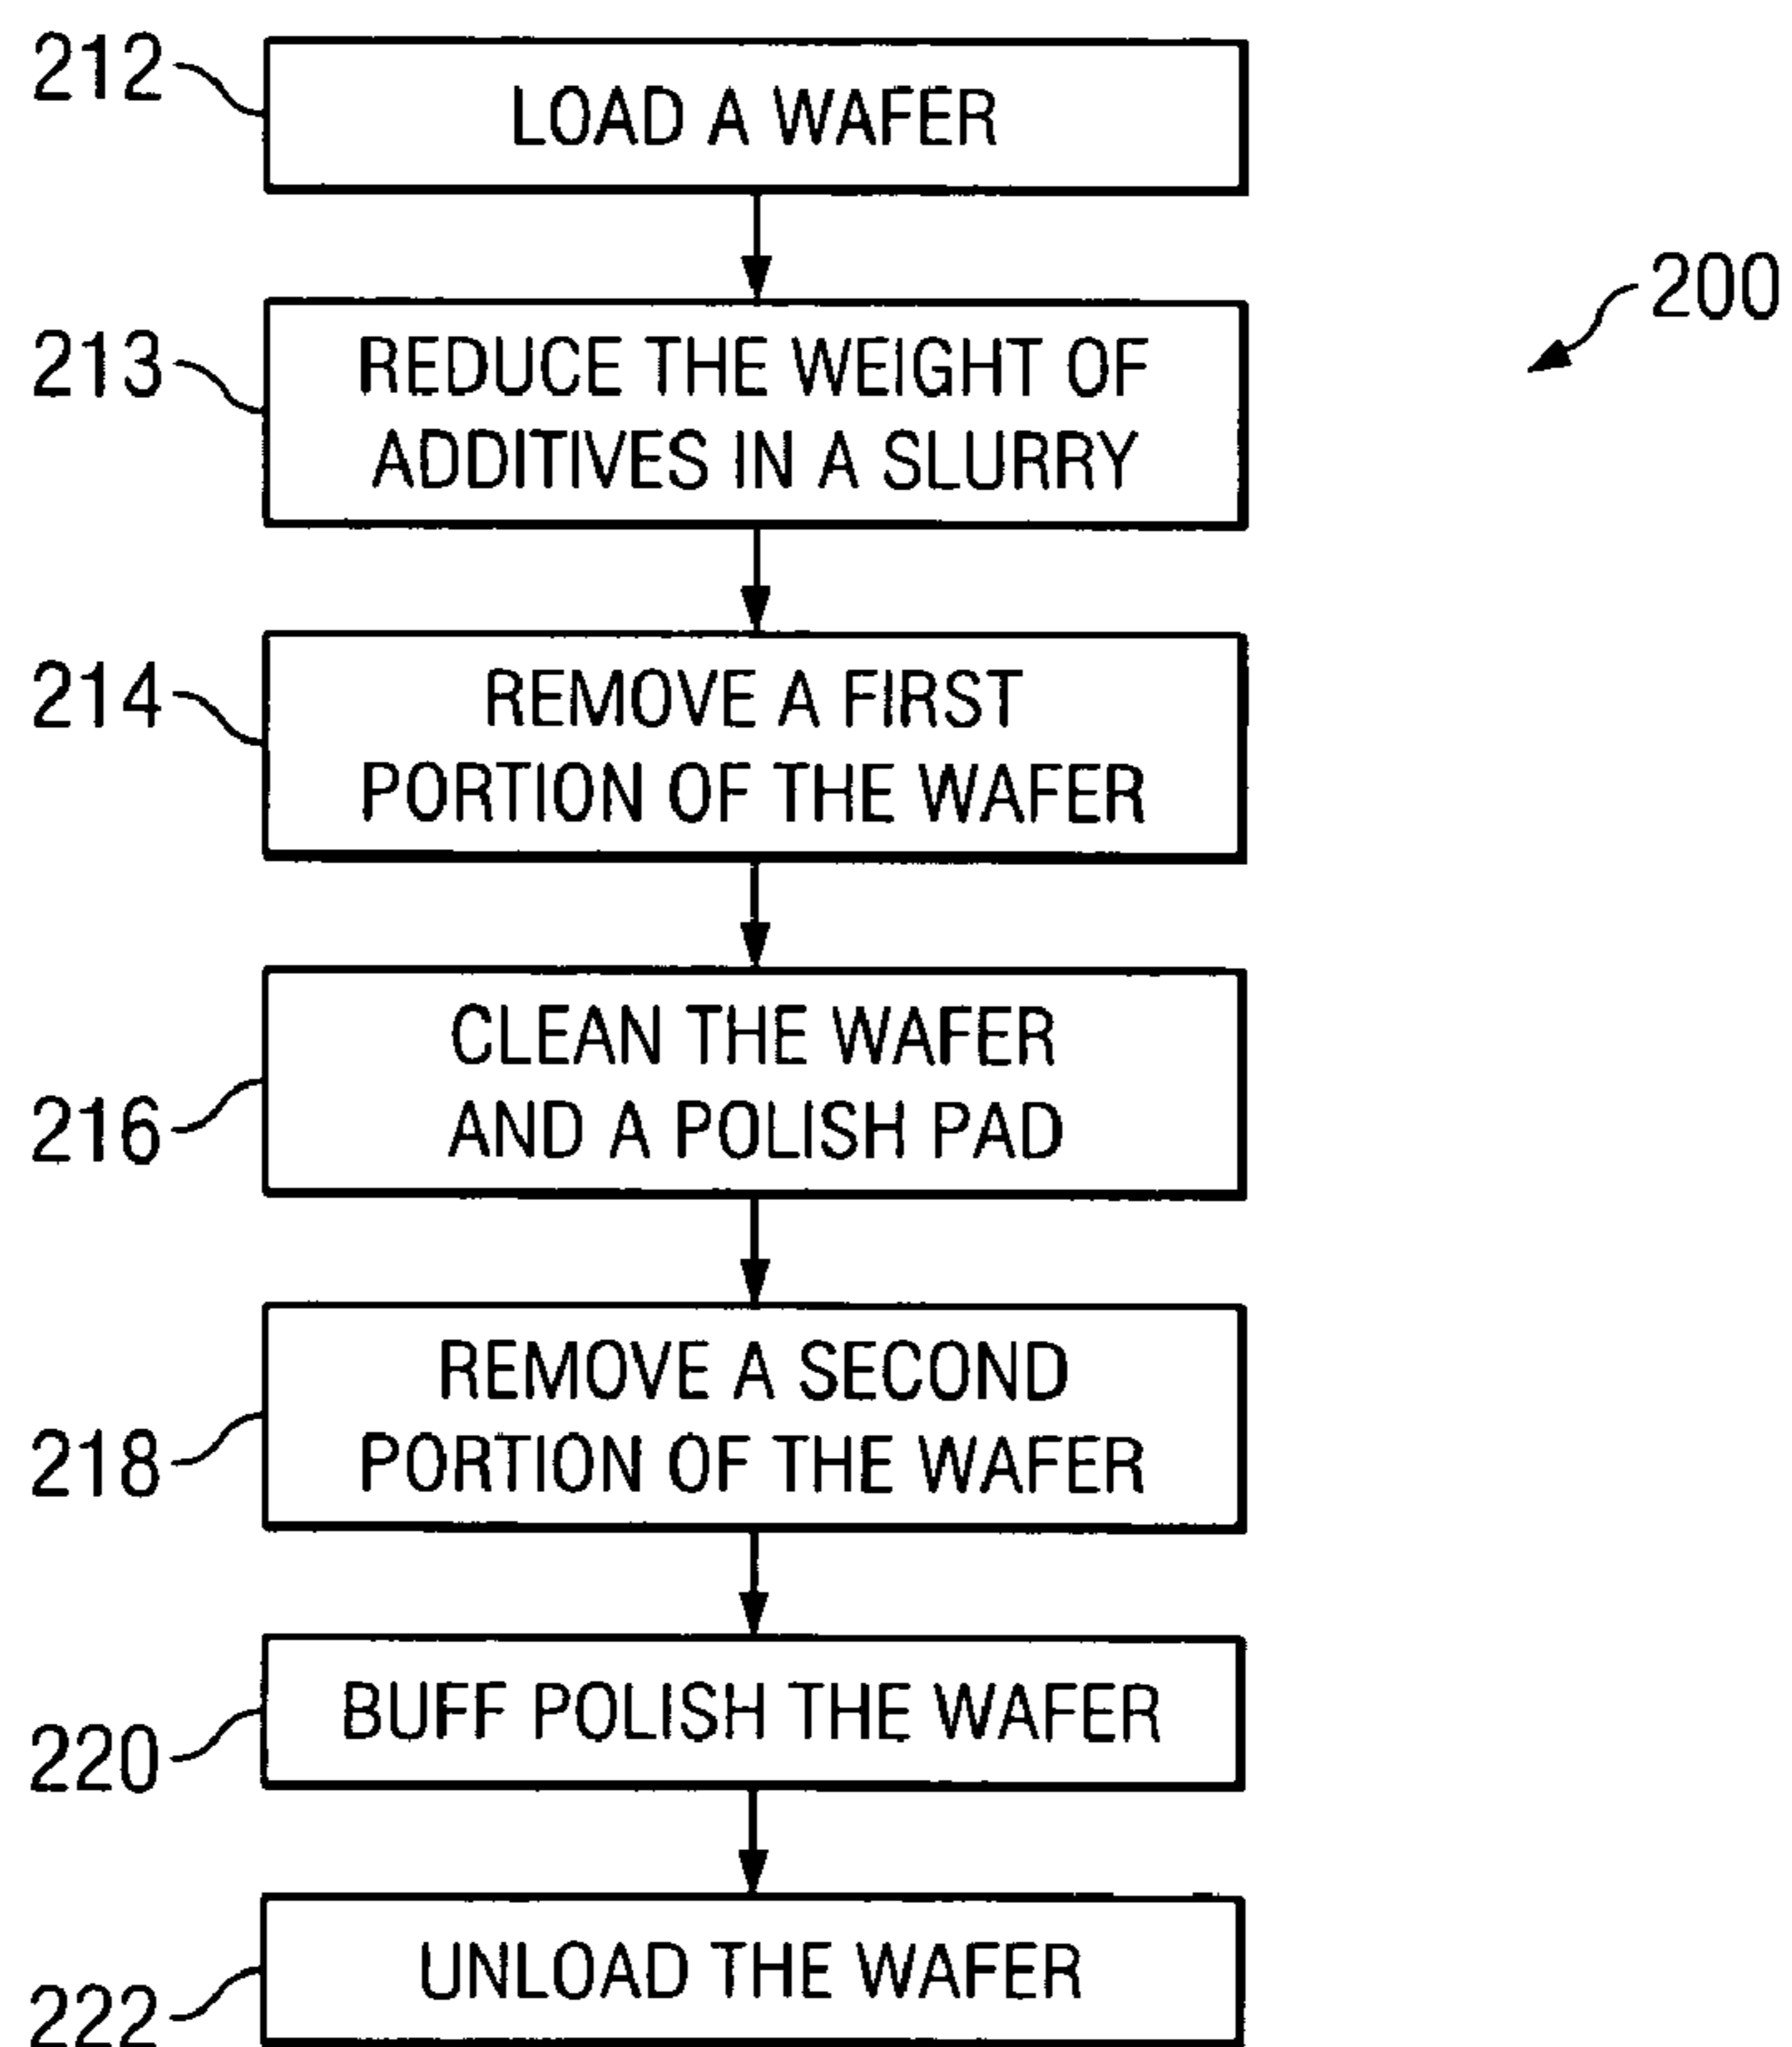 212
LOAD A WAFER
200
213
REDUCE THE WEIGHT OF
ADDITIVES IN A SLURRY
214
REMOVE A FIRST
PORTION OF THE WAFER
216
CLEAN THE WAFER
AND A POLISH PAD
218
REMOVE A SECOND
PORTION OF THE WAFER
220
BUFF POLISH THE WAFER
222
UNLOAD THE WAFER